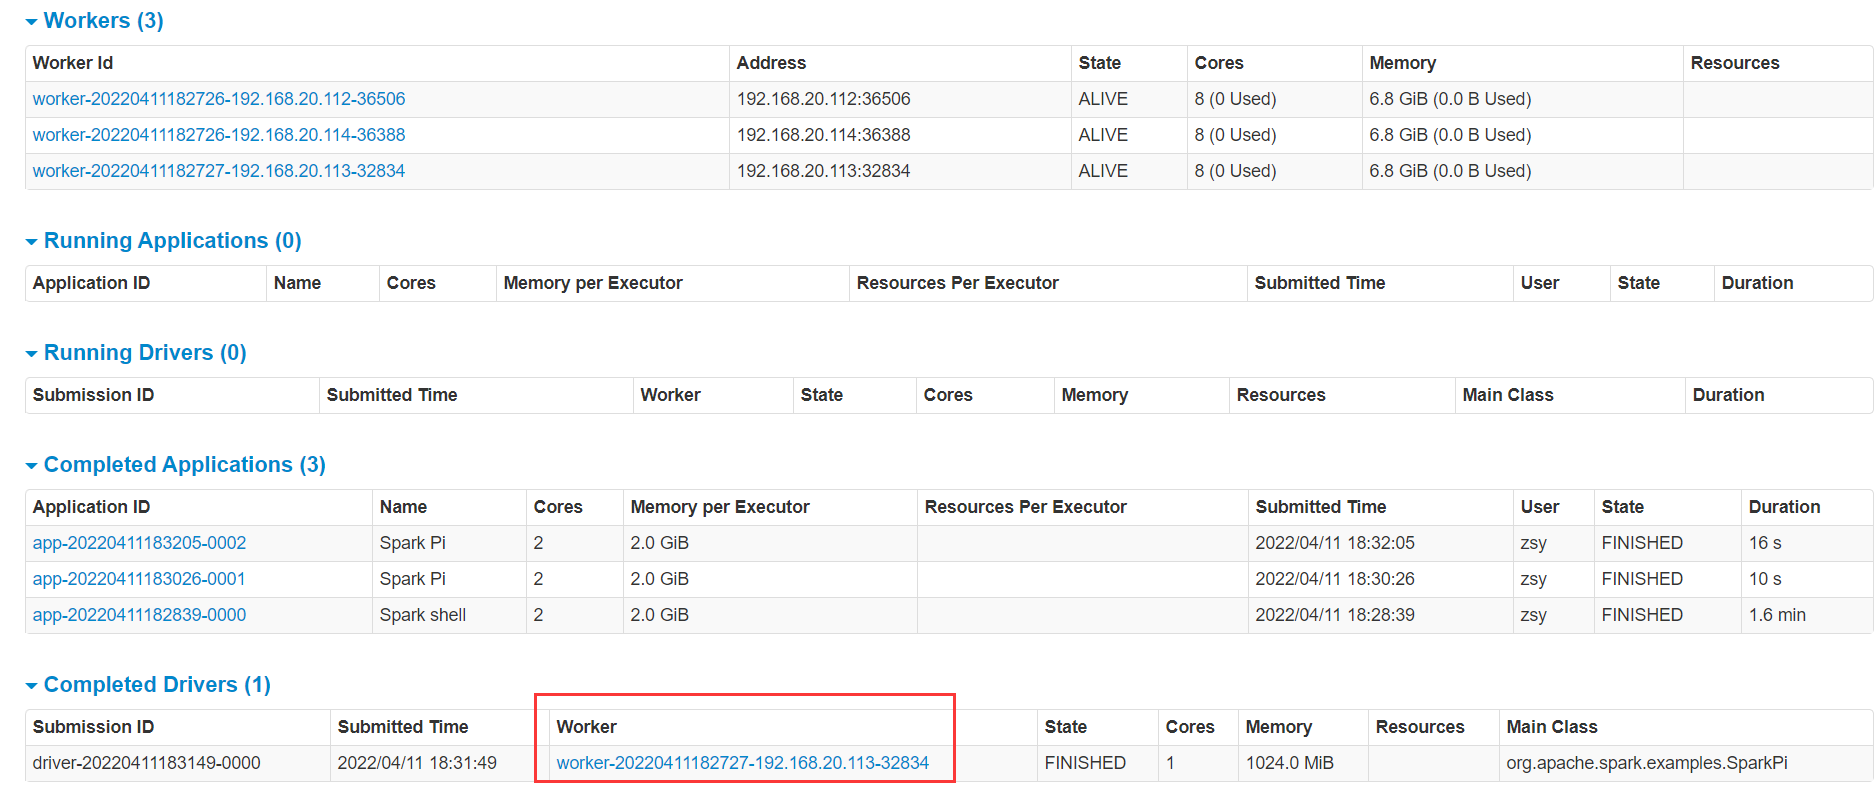 Workers (3)
Worker Id Address State Cores Memory Resources
worker-20220411182726-192.168.20.112-36506 192.168.20.112:36506 ALIVE 8 (0 Used) 6.8 GiB (0.0 B Used)
worker-20220411182726-192.168.20.114-36388 192.168.20.114:36388 ALIVE 8 (0 Used) 6.8 GiB (0.0 B Used)
worker-20220411182727-192.168.20.113-32834 192.168.20.113:32834 ALIVE 8 (0 Used) 6.8 GiB (0.0 B Used)
Running Applications (0)
Application ID Name Cores Memory per Executor Resources Per Executor Submitted Time User State Duration
Running Drivers (0)
Submission ID Submitted Time Worker State Cores Memory Resources Main Class Duration
Completed Applications (3)
Application ID Name Cores Memory per Executor Resources Per Executor Submitted Time User State Duration
app-20220411183205-0002 Spark Pi 2 2.0 GiB 2022/04/11 18:32:05 zsy FINISHED 16 s
app-20220411183026-0001 Spark Pi 2 2.0 GiB 2022/04/11 18:30:26 zsy FINISHED 10 s
app-20220411182839-0000 Spark shell 2 2.0 GiB 2022/04/11 18:28:39 zsy FINISHED 1.6 min
Completed Drivers (1)
Submission ID Submitted Time Worker State Cores Memory Resources Main Class
driver-20220411183149-0000 2022/04/11 18:31:49 worker-20220411182727-192.168.20.113-32834 FINISHED 1 1024.0 MiB org.apache.spark.examples.SparkPi